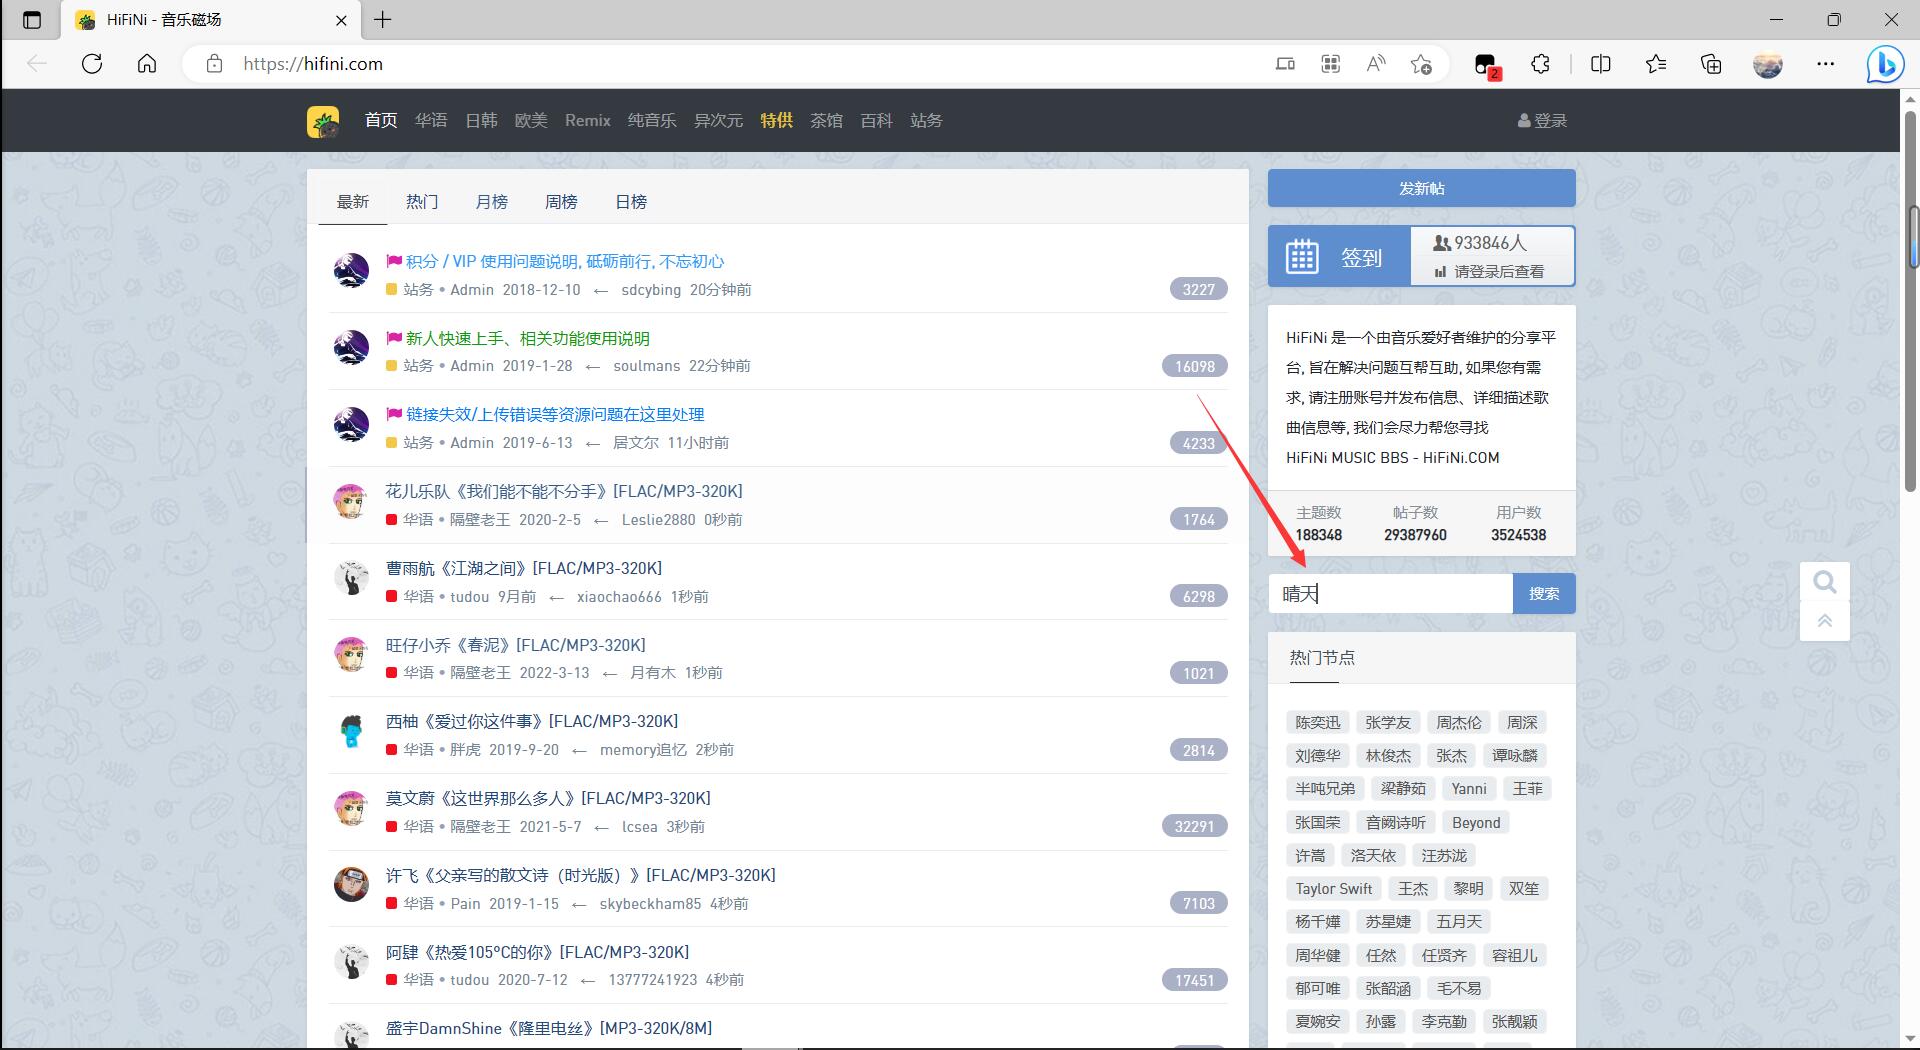 HiFiNi - 音乐磁场
https://hifini.com
2
首页 华语 日韩 欧美 Remix 纯音乐 异次元 特供 茶馆 百科 站务 登录
最新 热门 月榜 周榜 日榜
积分 / VIP 使用问题说明, 砥砺前行, 不忘初心
站务 • Admin 2018-12-10 ← sdcybing 20分钟前 3227
新人快速上手、相关功能使用说明
站务 • Admin 2019-1-28 ← soulmans 22分钟前 16098
链接失效/上传错误等资源问题在这里处理
站务 • Admin 2019-6-13 ← 居文尔 11小时前 4233
花儿乐队《我们能不能不分手》[FLAC/MP3-320K]
华语 • 隔壁老王 2020-2-5 ← Leslie2880 0秒前 1764
曹雨航《江湖之间》[FLAC/MP3-320K]
华语 • tudou 9月前 ← xiaochao666 1秒前 6298
旺仔小乔《春泥》[FLAC/MP3-320K]
华语 • 隔壁老王 2022-3-13 ← 月有木 1秒前 1021
西柚《爱过你这件事》[FLAC/MP3-320K]
华语 • 胖虎 2019-9-20 ← memory追忆 2秒前 2814
莫文蔚《这世界那么多人》[FLAC/MP3-320K]
华语 • 隔壁老王 2021-5-7 ← lcsea 3秒前 32291
许飞《父亲写的散文诗（时光版）》[FLAC/MP3-320K]
华语 • Pain 2019-1-15 ← skybeckham85 4秒前 7103
阿肆《热爱105°C的你》[FLAC/MP3-320K]
华语 • tudou 2020-7-12 ← 13777241923 4秒前 17451
盛宇DamnShine《隆里电丝》[MP3-320K/8M]
发新帖
签到
933846人
请登录后查看
HiFiNi 是一个由音乐爱好者维护的分享平
台, 旨在解决问题互帮互助, 如果您有需
求, 请注册账号并发布信息、详细描述歌
曲信息等, 我们会尽力帮您寻找
HiFiNi MUSIC BBS - HiFiNi.COM
主题数 帖子数 用户数
188348 29387960 3524538
晴天 搜索
热门节点
陈奕迅 张学友 周杰伦 周深
刘德华 林俊杰 张杰 谭咏麟
半吨兄弟 梁静茹 Yanni 王菲
张国荣 音阙诗听 Beyond
许嵩 洛天依 汪苏泷
Taylor Swift 王杰 黎明 双笙
杨千嬅 苏星婕 五月天
周华健 任然 任贤齐 容祖儿
郁可唯 张韶涵 毛不易
夏婉安 孙露 李克勤 张靓颖